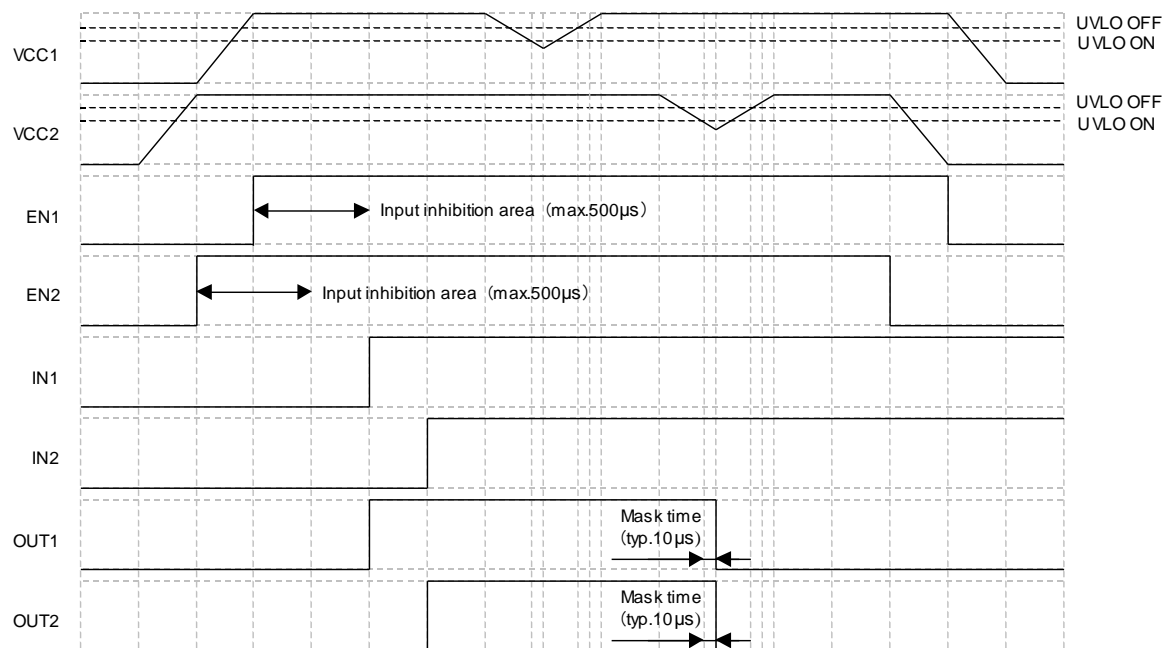 VCC1
UVLO OFF
UVLO ON
VCC2
UVLO OFF
UVLO ON
EN1
Input inhibition area（max.500µs）
EN2
Input inhibition area（max.500µs）
IN1
IN2
OUT1
Mask time
（typ.10µs）
OUT2
Mask time
（typ.10µs）